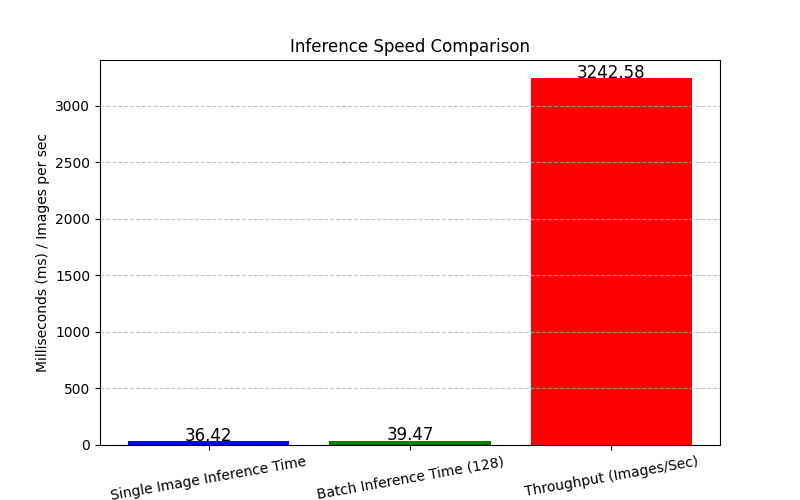 Inference Speed Comparison
3242.58
3000
2500
2000
1500
1000
500
0
Milliseconds (ms) / Images per sec
36.42
39.47
Single Image Inference Time
Batch Inference Time (128)
Throughput (Images/Sec)